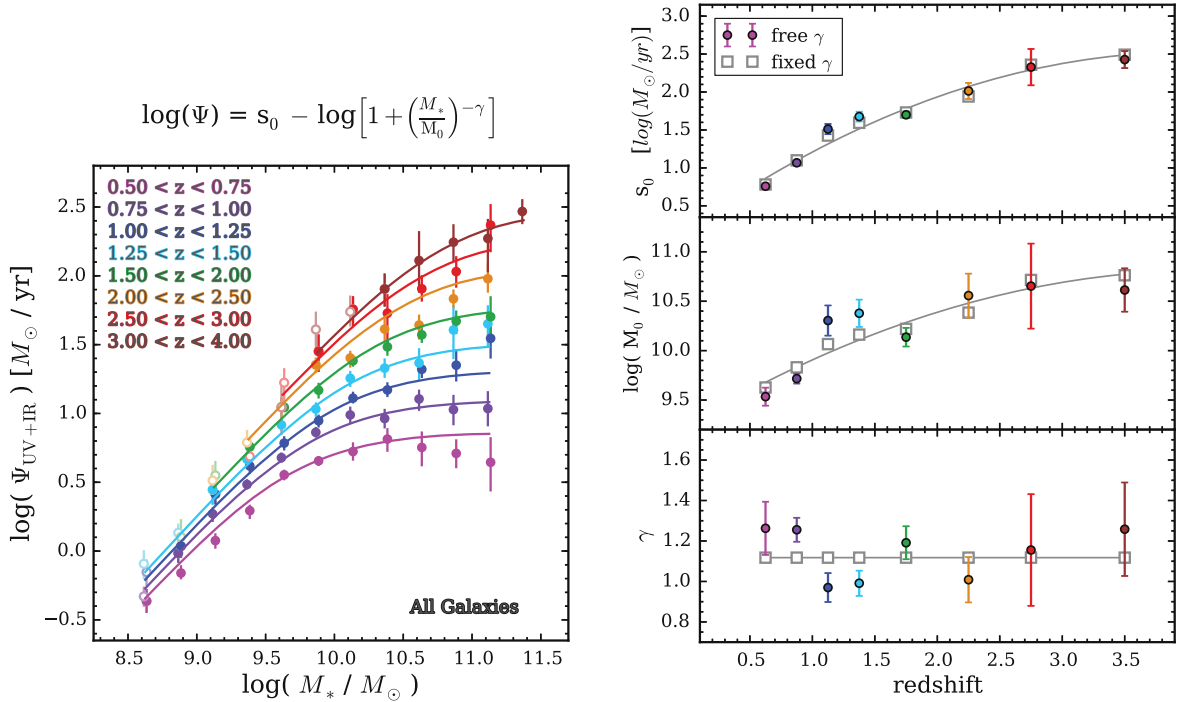 log(Ψ) = s₀ − log[1+(M_*/M₀)^−γ]
0.50 < z < 0.75
0.75 < z < 1.00
1.00 < z < 1.25
1.25 < z < 1.50
1.50 < z < 2.00
2.00 < z < 2.50
2.50 < z < 3.00
3.00 < z < 4.00
All Galaxies
log( Ψ_UV+IR ) [M_⊙ / yr]
2.5
2.0
1.5
1.0
0.5
0.0
−0.5
8.5 9.0 9.5 10.0 10.5 11.0 11.5
log( M_* / M_⊙ )
free γ
fixed γ
s₀ [log(M_⊙/yr)]
3.0
2.5
2.0
1.5
1.0
0.5
log( M₀ / M_⊙ )
11.0
10.5
10.0
9.5
γ
1.6
1.4
1.2
1.0
0.8
0.5 1.0 1.5 2.0 2.5 3.0 3.5
redshift